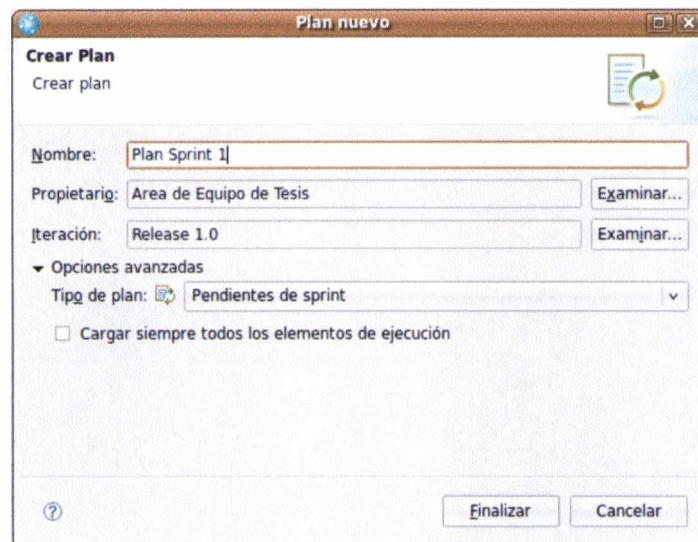 Plan nuevo
Crear Plan
Crear plan
Nombre: Plan Sprint 1
Propietario: Area de Equipo de Tesis Examinar...
Iteración: Release 1.0 Examinar...
Opciones avanzadas
Tipo de plan: Pendientes de sprint
Cargar siempre todos los elementos de ejecución
Finalizar Cancelar